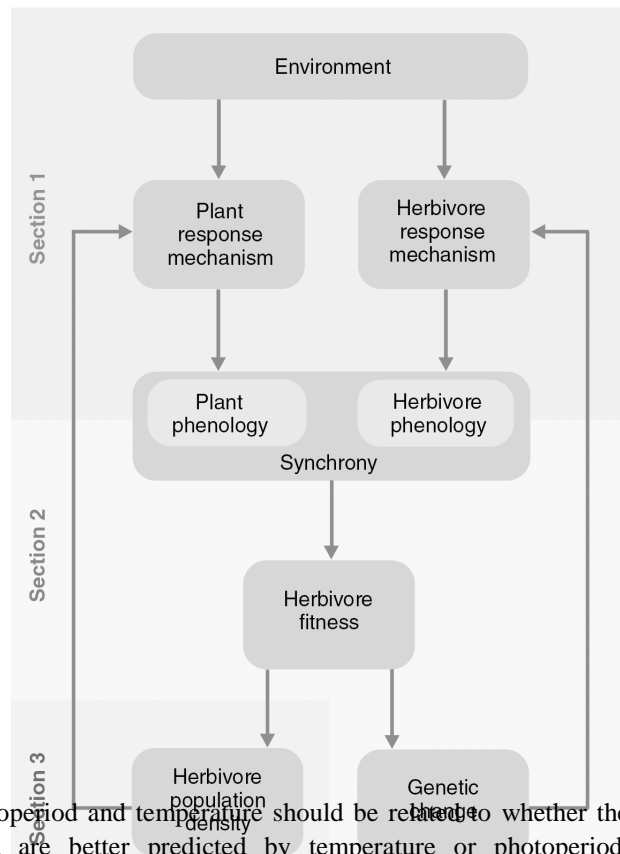 Environment
Section 1
Plant
response
mechanism
Herbivore
response
mechanism
Plant
phenology
Herbivore
phenology
Synchrony
Section 2
Herbivore
fitness
Section 3
Herbivore
population
density
Genetic
change
operiod and temperature should be related to whether the
are better predicted by temperature or photoperiod